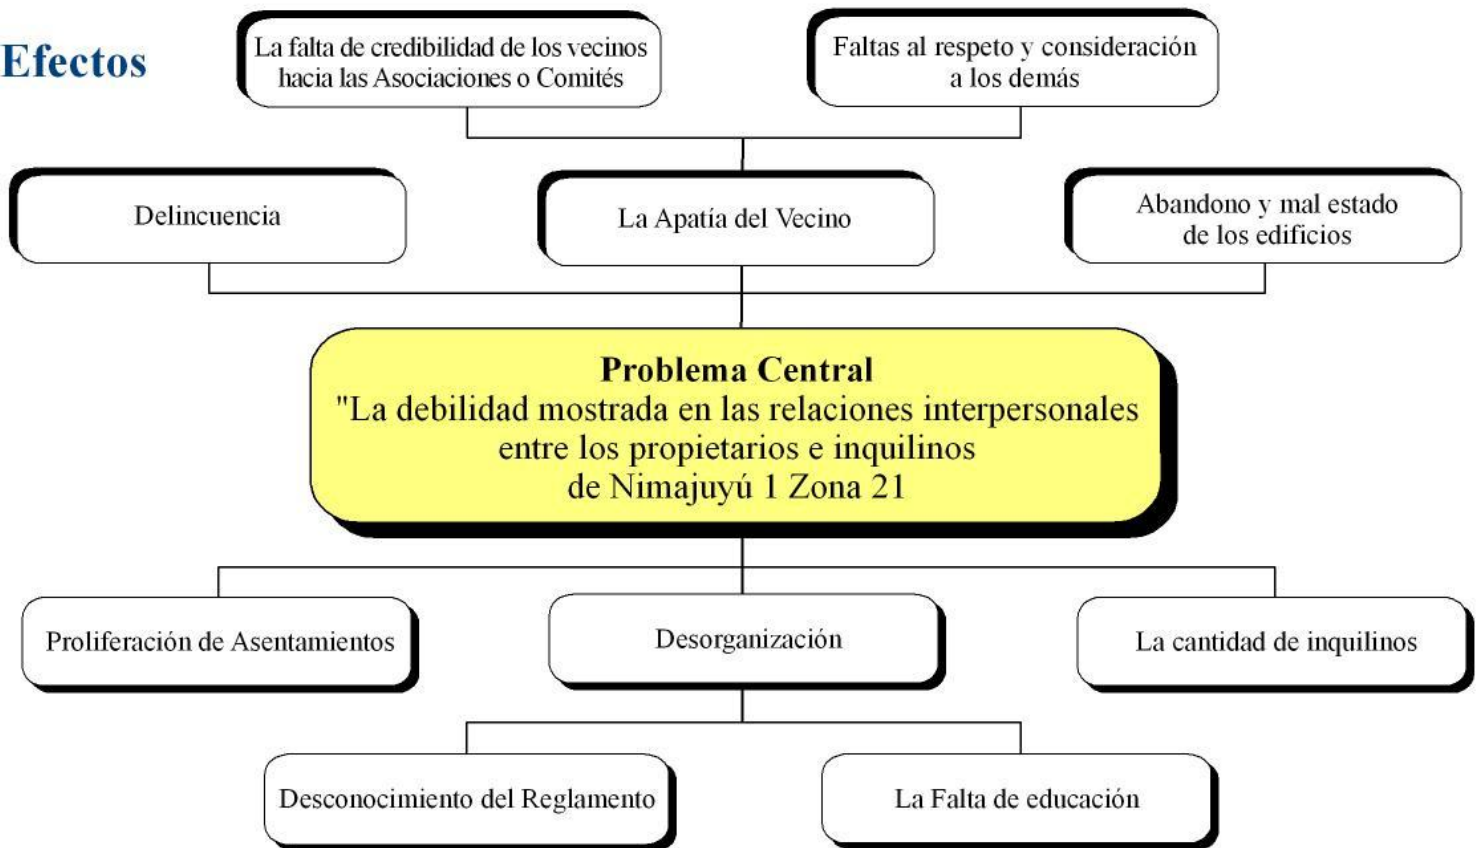 Efectos
La falta de credibilidad de los vecinos
hacia las Asociaciones o Comités
Faltas al respeto y consideración
a los demás
Delincuencia
La Apatía del Vecino
Abandono y mal estado
de los edificios
Problema Central
"La debilidad mostrada en las relaciones interpersonales
entre los propietarios e inquilinos
de Nimajuyú 1 Zona 21
Proliferación de Asentamientos
Desorganización
La cantidad de inquilinos
Desconocimiento del Reglamento
La Falta de educación